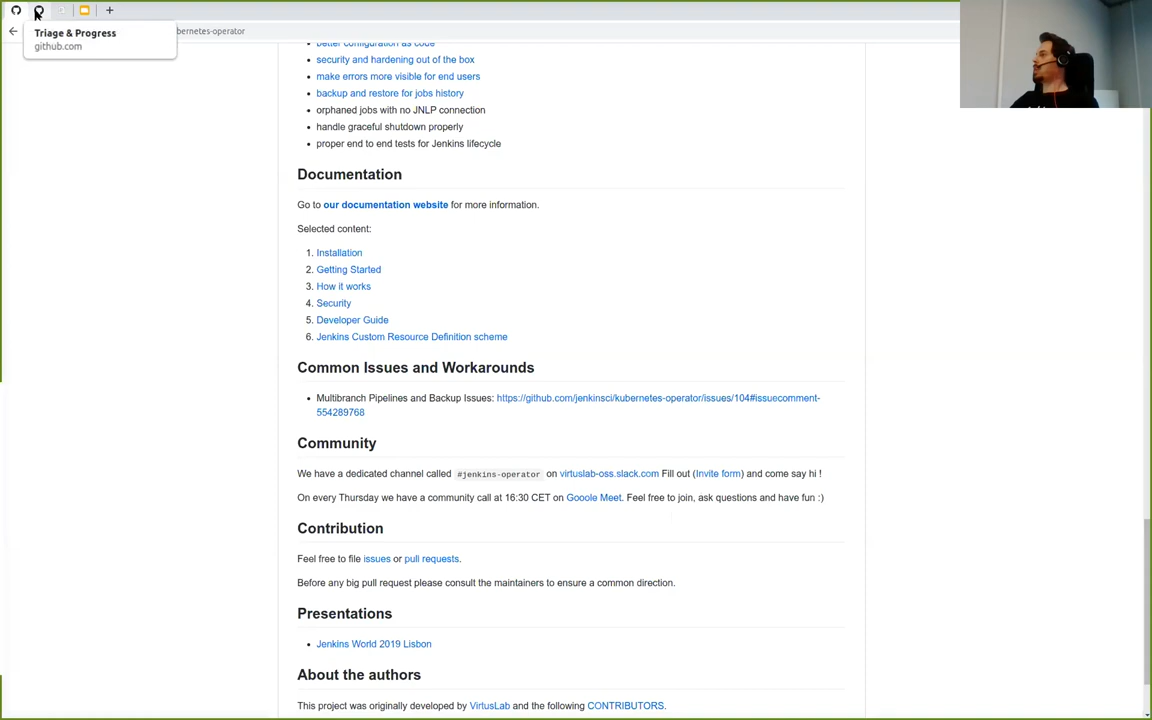 Triage & Progress
github.com
bernetes-operator
better configuration as code
security and hardening out of the box
make errors more visible for end users
backup and restore for jobs history
orphaned jobs with no JNLP connection
handle graceful shutdown properly
proper end to end tests for Jenkins lifecycle
Documentation
Go to our documentation website for more information.
Selected content:
1. Installation
2. Getting Started
3. How it works
4. Security
5. Developer Guide
6. Jenkins Custom Resource Definition scheme
Common Issues and Workarounds
Multibranch Pipelines and Backup Issues: https://github.com/jenkinsci/kubernetes-operator/issues/104#issuecomment-
554289768
Community
We have a dedicated channel called #jenkins-operator on virtuslab-oss.slack.com Fill out (Invite form) and come say hi !
On every Thursday we have a community call at 16:30 CET on Gooole Meet. Feel free to join, ask questions and have fun :)
Contribution
Feel free to file issues or pull requests.
Before any big pull request please consult the maintainers to ensure a common direction.
Presentations
Jenkins World 2019 Lisbon
About the authors
This project was originally developed by VirtusLab and the following CONTRIBUTORS.